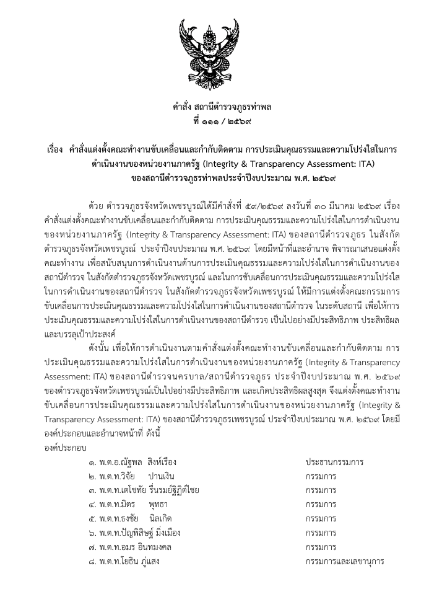 คำสั่ง สถานีตำรวจภูธรท่าพล
ที่ ๑๑๑ / ๒๕๖๙
เรื่อง คำสั่งแต่งตั้งคณะทำงานขับเคลื่อนและกำกับติดตาม การประเมินคุณธรรมและความโปร่งใสในการ
ดำเนินงานของหน่วยงานภาครัฐ (Integrity & Transparency Assessment: ITA)
ของสถานีตำรวจภูธรท่าพลประจำปีงบประมาณ พ.ศ. ๒๕๖๙
ด้วย ตำรวจภูธรจังหวัดเพชรบูรณ์ได้มีคำสั่งที่ ๕๙/๒๕๖๙ ลงวันที่ ๓๐ มีนาคม ๒๕๖๙ เรื่อง
คำสั่งแต่งตั้งคณะทำงานขับเคลื่อนและกำกับติดตาม การประเมินคุณธรรมและความโปร่งใสในการดำเนินงาน
ของหน่วยงานภาครัฐ (Integrity & Transparency Assessment: ITA) ของสถานีตำรวจภูธร ในสังกัด
ตำรวจภูธรจังหวัดเพชรบูรณ์ ประจำปีงบประมาณ พ.ศ. ๒๕๖๙ โดยมีหน้าที่และอำนาจ พิจารณาเสนอแต่งตั้ง
คณะทำงาน เพื่อสนับสนุนการดำเนินงานด้านการประเมินคุณธรรมและความโปร่งใสในการดำเนินงานของ
สถานีตำรวจ ในสังกัดตำรวจภูธรจังหวัดเพชรบูรณ์ และในการขับเคลื่อนการประเมินคุณธรรมและความโปร่งใส
ในการดำเนินงานของสถานีตำรวจ ในสังกัดตำรวจภูธรจังหวัดเพชรบูรณ์ ให้มีการแต่งตั้งคณะกรรมการ
ขับเคลื่อนการประเมินคุณธรรมและความโปร่งใสในการดำเนินงานของสถานีตำรวจ ในระดับสถานี เพื่อให้การ
ประเมินคุณธรรมและความโปร่งใสในการดำเนินงานของสถานีตำรวจ เป็นไปอย่างมีประสิทธิภาพ ประสิทธิผล
และบรรลุเป้าประสงค์
ดังนั้น เพื่อให้การดำเนินงานตามคำสั่งแต่งตั้งคณะทำงานขับเคลื่อนและกำกับติดตาม การ
ประเมินคุณธรรมและความโปร่งใสในการดำเนินงานของหน่วยงานภาครัฐ (Integrity & Transparency
Assessment: ITA) ของสถานีตำรวจนครบาล/สถานีตำรวจภูธร ประจำปีงบประมาณ พ.ศ. ๒๕๖๙
ของตำรวจภูธรจังหวัดเพชรบูรณ์เป็นไปอย่างมีประสิทธิภาพ และเกิดประสิทธิผลสูงสุด จึงแต่งตั้งคณะทำงาน
ขับเคลื่อนการประเมินคุณธรรมและความโปร่งใสในการดำเนินงานของหน่วยงานภาครัฐ (Integrity &
Transparency Assessment: ITA) ของสถานีตำรวจภูธรเพชรบูรณ์ ประจำปีงบประมาณ พ.ศ. ๒๕๖๙ โดยมี
องค์ประกอบและอำนาจหน้าที่ ดังนี้
องค์ประกอบ
๑. พ.ต.อ.ณัฐพล สิงห์เรือง ประธานกรรมการ
๒. พ.ต.ท.วิจัย ปานเงิน กรรมการ
๓. พ.ต.ท.เตโชทัย รื่นรมย์ฐิฏิติ์ไชย กรรมการ
๔. พ.ต.ท.มิตร พุทธา กรรมการ
๕. พ.ต.ท.ธงชัย นิลเกิด กรรมการ
๖. พ.ต.ท.ปัญทิสิษฐ์ มิ่งเมือง กรรมการ
๗. พ.ต.ท.อมร อินทมงคล กรรมการ
๘. พ.ต.ท.โยธิน ภู่แสง กรรมการและเลขานุการ